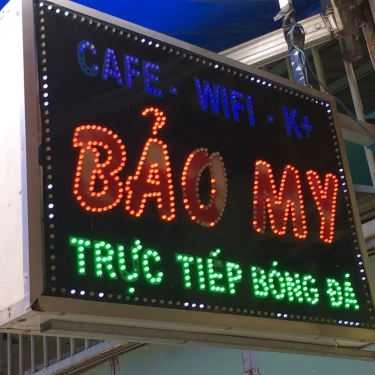 CAFE - WIFI - K+
BẢO MY
TRỰC TIẾP BÓNG ĐÁ